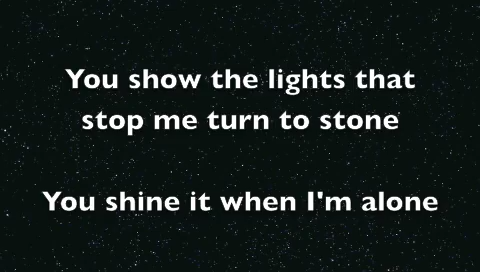 You show the lights that
stop me turn to stone
You shine it when I'm alone